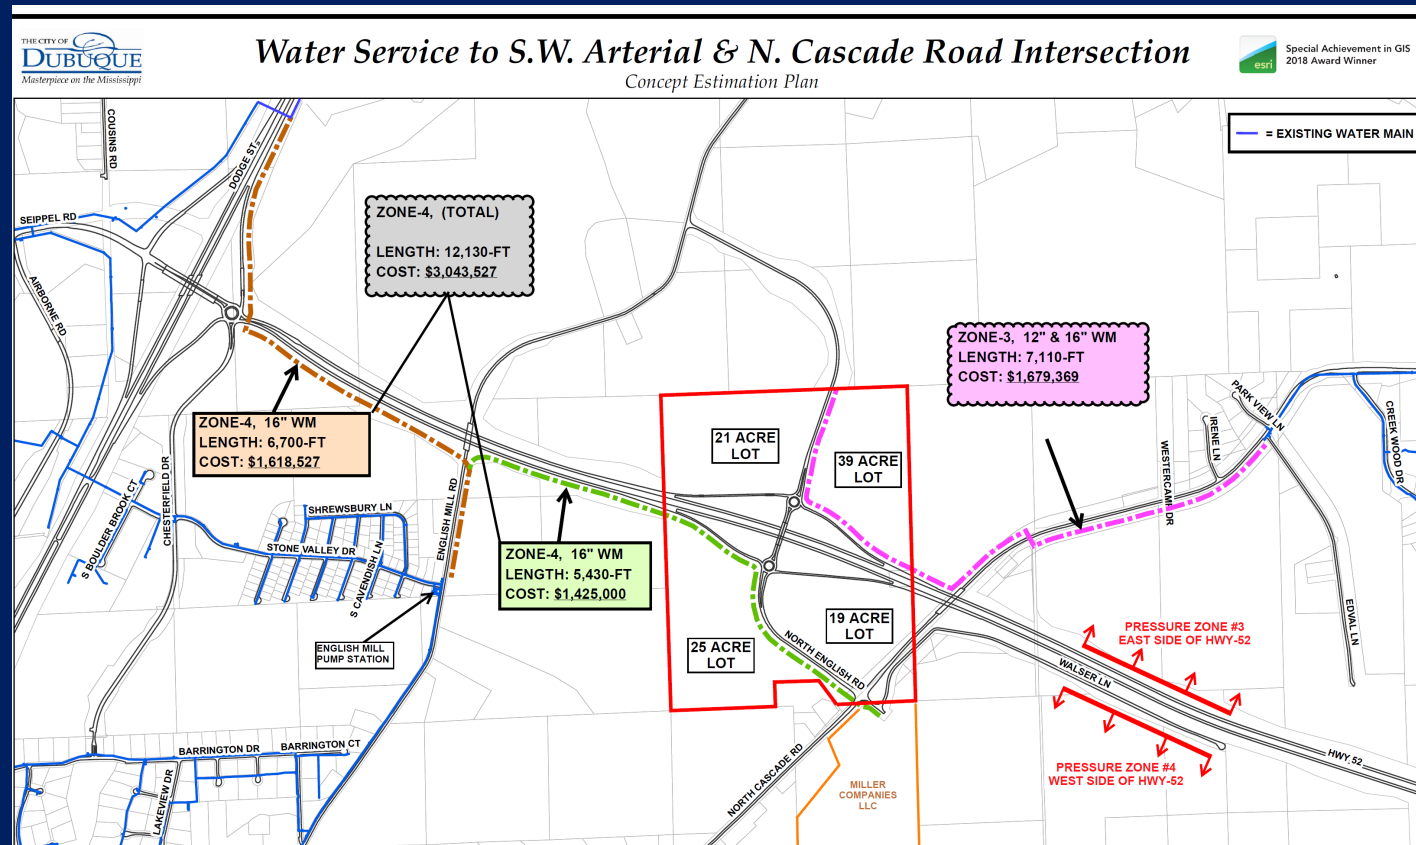 THE CITY OF
DUBUQUE
Masterpiece on the Mississippi
Water Service to S.W. Arterial & N. Cascade Road Intersection
Concept Estimation Plan
esri
Special Achievement in GIS
2018 Award Winner
= EXISTING WATER MAIN
COUSINS RD
DODGE ST
SEIPPEL RD
AIRBORNE RD
ZONE-4, (TOTAL)
LENGTH: 12,130-FT
COST: $3,043,527
ZONE-3, 12" & 16" WM
LENGTH: 7,110-FT
COST: $1,679,369
ZONE-4, 16" WM
LENGTH: 6,700-FT
COST: $1,618,527
21 ACRE
LOT
39 ACRE
LOT
PARK VIEW LN
IRENE LN
WESTERCAM DR
CREEK WOOD DR
S BOULDER BROOK CT
CHESTERFIELD DR
SHREWSBURY LN
STONE VALLEY DR
S CAVENDISH LN
ENGLISH MILL RD
ZONE-4, 16" WM
LENGTH: 5,430-FT
COST: $1,425,000
19 ACRE
LOT
25 ACRE
LOT
NORTH ENGLISH RD
EDVAL LN
ENGLISH MILL
PUMP STATION
PRESSURE ZONE #3
EAST SIDE OF HWY-52
WALSER LN
HWY 52
PRESSURE ZONE #4
WEST SIDE OF HWY-52
BARRINGTON DR
BARRINGTON CT
LAKEVIEW DR
NORTH CASCADE RD
MILLER
COMPANIES
LLC